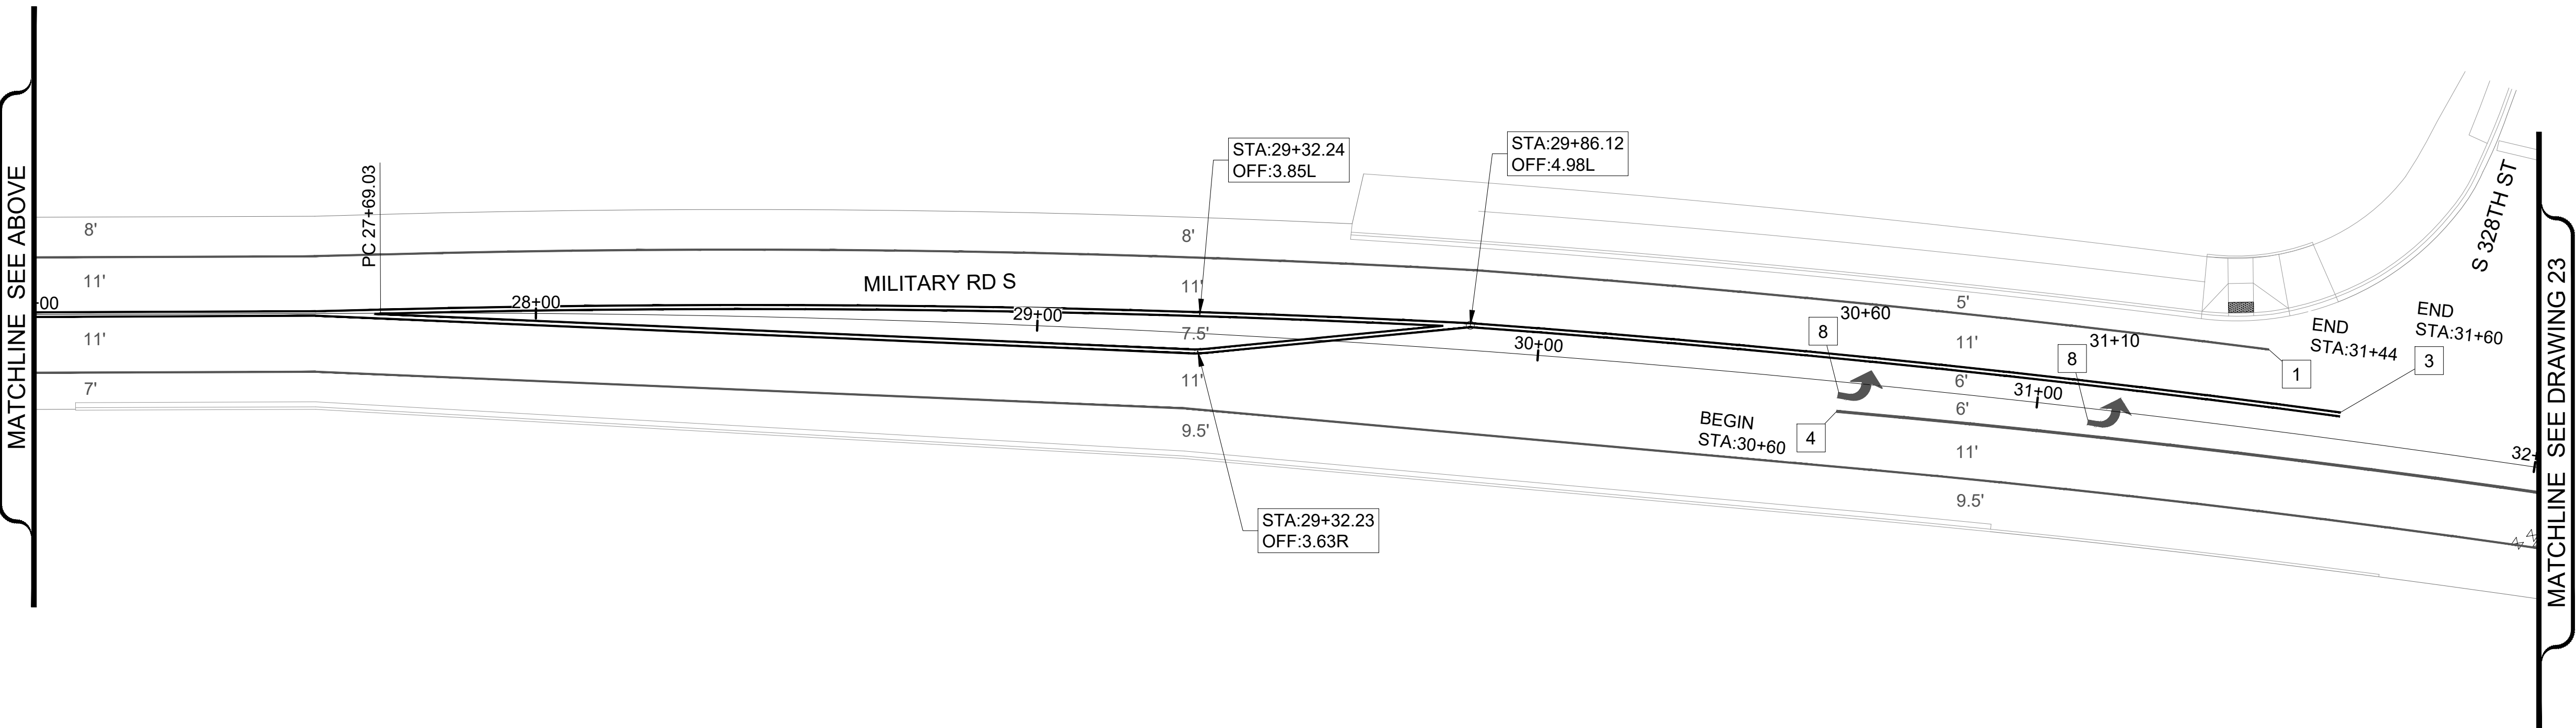 MATCHLINE SEE ABOVE
8'
11'
-00
11'
7'
PC 27+69.03
28+00
MILITARY RD S
29+00
STA:29+32.24
OFF:3.85L
8'
11'
7.5'
11'
9.5'
STA:29+32.23
OFF:3.63R
STA:29+86.12
OFF:4.98L
30+00
BEGIN
STA:30+60
4
8
30+60
5'
11'
6'
6'
11'
9.5'
31+00
8
31+10
END
STA:31+44
1
END
STA:31+60
3
S 328TH ST
32+
MATCHLINE SEE DRAWING 23